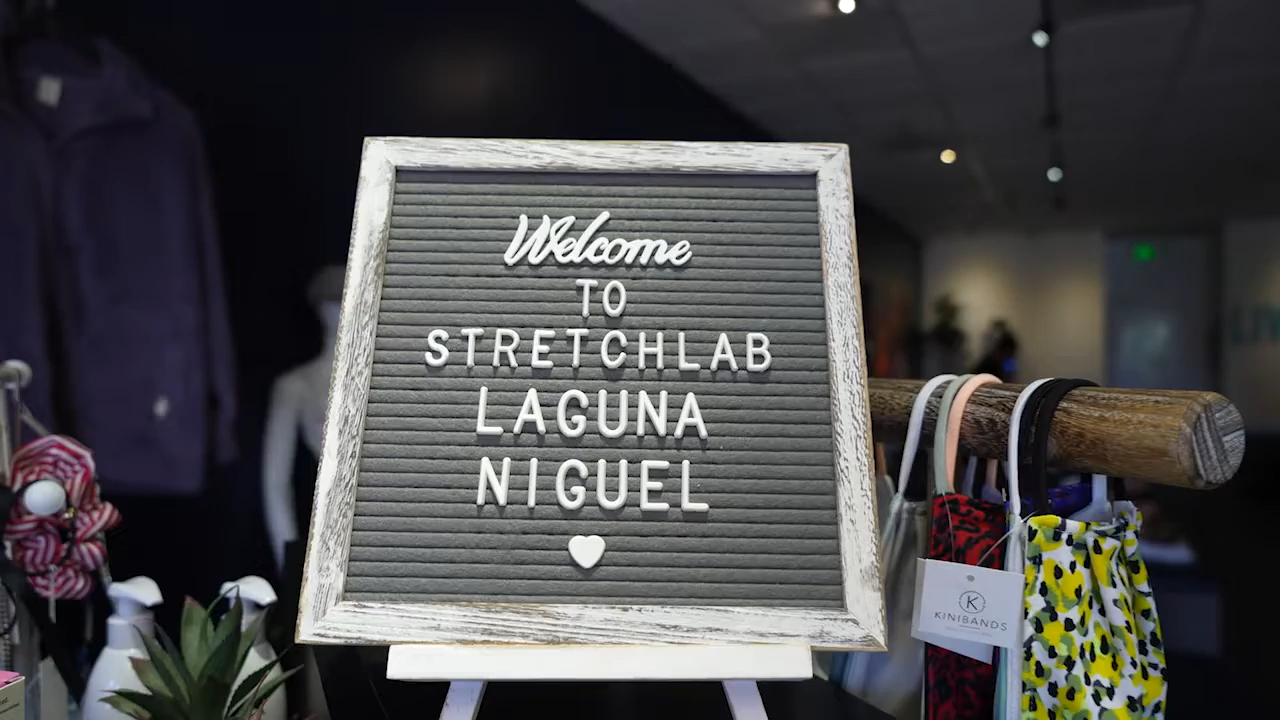 Welcome
TO
STRETCHLAB
LAGUNA
NIGUEL
K
KINIBANDS